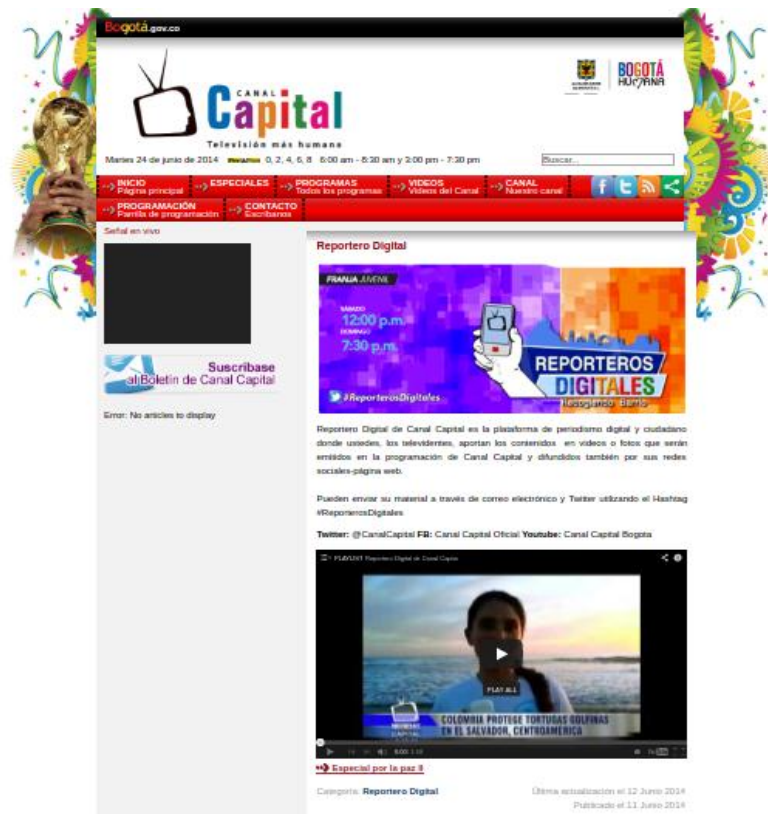 Bogotá.gov.co
CANAL
Capital
Televisión más humana
BOGOTÁ
HUMANA
Martes 24 de junio de 2014 0, 2, 4, 6, 8 6:00 am - 8:30 am y 3:00 pm - 7:30 pm
Buscar...
INICIO
Página principal
ESPECIALES
PROGRAMAS
Todos los programas
VIDEOS
Videos del Canal
CANAL
Nuestro canal
PROGRAMACIÓN
Parrilla de programación
CONTACTO
Escríbanos
Señal en vivo
Suscríbase
al Boletín de Canal Capital
Error: No articles to display
Reportero Digital
FRANJA JUVENIL
SÁBADO
12:00 p.m.
DOMINGO
7:30 p.m.
#ReporterosDigitales
REPORTEROS
DIGITALES
Recogiendo Barrio
Reportero Digital de Canal Capital es la plataforma de periodismo digital y ciudadano
donde ustedes, los televidentes, aportan los contenidos en videos o fotos que serán
emitidos en la programación de Canal Capital y difundidos también por sus redes
sociales-página web.
Pueden enviar su material a través de correo electrónico y Twitter utilizando el Hashtag
#ReporterosDigitales
Twitter: @CanalCapital FB: Canal Capital Oficial Youtube: Canal Capital Bogota
PLAYLIST Reportero Digital de Canal Capital
PLAY ALL
COLOMBIA PROTEGE TORTUGAS GOLFINAS
EN EL SALVADOR, CENTROAMÉRICA
Especial por la paz II
Categoría: Reportero Digital
Última actualización el 12 Junio 2014
Publicado el 11 Junio 2014